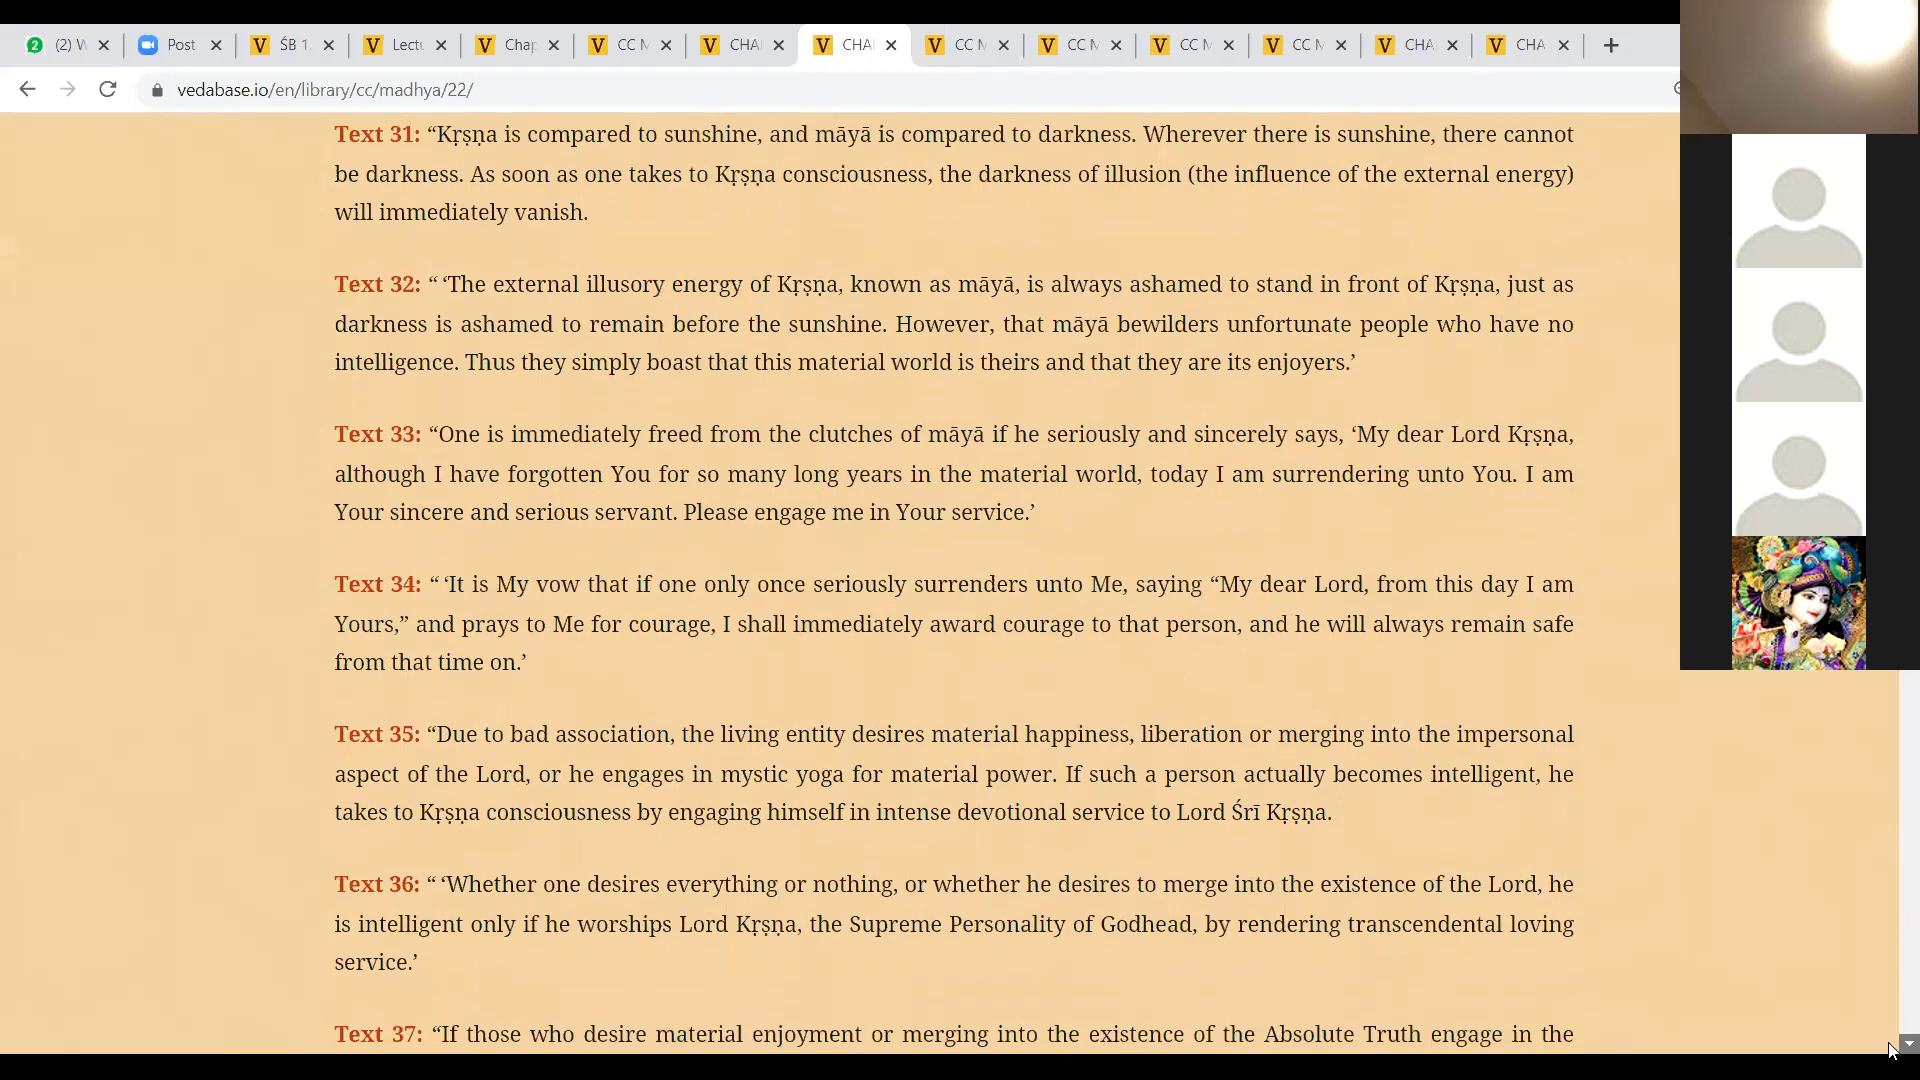 (2) W
Post
ŚB 1.
Lectu
Chap
CC M
CHA
CHA
CC M
CC M
CC M
CC M
CHA
CHA
vedabase.io/en/library/cc/madhya/22/
Text 31: “Kṛṣṇa is compared to sunshine, and māyā is compared to darkness. Wherever there is sunshine, there cannot
be darkness. As soon as one takes to Kṛṣṇa consciousness, the darkness of illusion (the influence of the external energy)
will immediately vanish.
Text 32: “ ‘The external illusory energy of Kṛṣṇa, known as māyā, is always ashamed to stand in front of Kṛṣṇa, just as
darkness is ashamed to remain before the sunshine. However, that māyā bewilders unfortunate people who have no
intelligence. Thus they simply boast that this material world is theirs and that they are its enjoyers.’
Text 33: “One is immediately freed from the clutches of māyā if he seriously and sincerely says, ‘My dear Lord Kṛṣṇa,
although I have forgotten You for so many long years in the material world, today I am surrendering unto You. I am
Your sincere and serious servant. Please engage me in Your service.’
Text 34: “ ‘It is My vow that if one only once seriously surrenders unto Me, saying “My dear Lord, from this day I am
Yours,” and prays to Me for courage, I shall immediately award courage to that person, and he will always remain safe
from that time on.’
Text 35: “Due to bad association, the living entity desires material happiness, liberation or merging into the impersonal
aspect of the Lord, or he engages in mystic yoga for material power. If such a person actually becomes intelligent, he
takes to Kṛṣṇa consciousness by engaging himself in intense devotional service to Lord Śrī Kṛṣṇa.
Text 36: “ ‘Whether one desires everything or nothing, or whether he desires to merge into the existence of the Lord, he
is intelligent only if he worships Lord Kṛṣṇa, the Supreme Personality of Godhead, by rendering transcendental loving
service.’
Text 37: “If those who desire material enjoyment or merging into the existence of the Absolute Truth engage in the